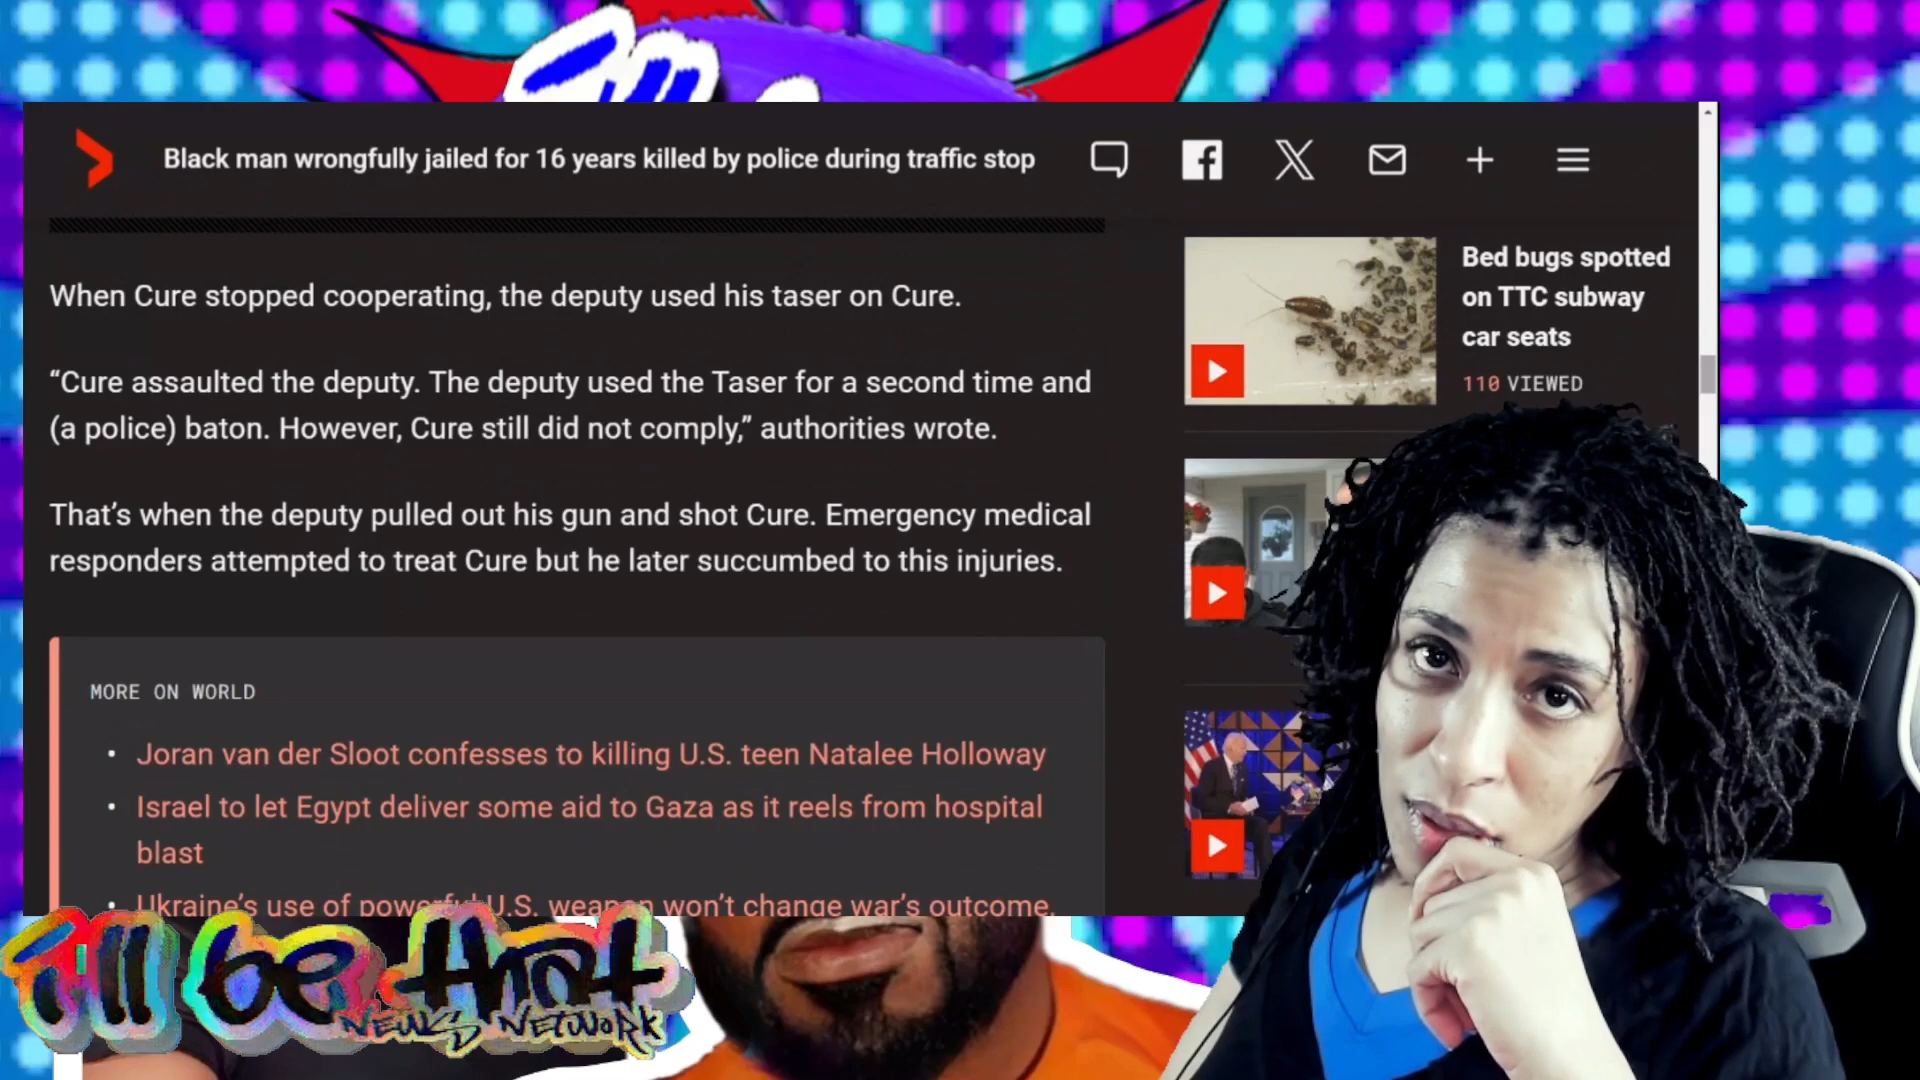 Black man wrongfully jailed for 16 years killed by police during traffic stop
When Cure stopped cooperating, the deputy used his taser on Cure.
“Cure assaulted the deputy. The deputy used the Taser for a second time and
(a police) baton. However, Cure still did not comply,” authorities wrote.
That’s when the deputy pulled out his gun and shot Cure. Emergency medical
responders attempted to treat Cure but he later succumbed to this injuries.
MORE ON WORLD
• Joran van der Sloot confesses to killing U.S. teen Natalee Holloway
• Israel to let Egypt deliver some aid to Gaza as it reels from hospital
blast
• Ukraine’s use of powerful U.S. weapon won’t change war’s outcome,
Bed bugs spotted
on TTC subway
car seats
110 VIEWED
i'll be that
NEWS NETWORK